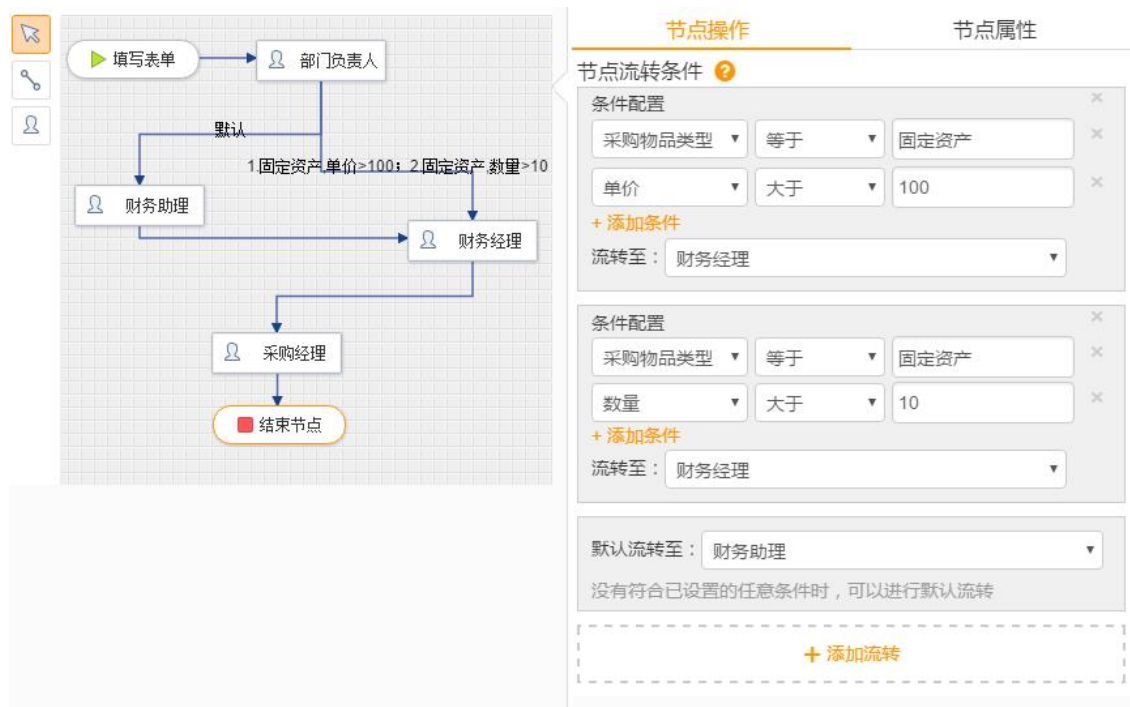 填写表单
部门负责人
默认
1.固定资产,单价>100；2.固定资产,数量>10
财务助理
财务经理
采购经理
结束节点
节点操作 节点属性
节点流转条件 ?
条件配置
采购物品类型 等于 固定资产
单价 大于 100
+ 添加条件
流转至： 财务经理
条件配置
采购物品类型 等于 固定资产
数量 大于 10
+ 添加条件
流转至： 财务经理
默认流转至： 财务助理
没有符合已设置的任意条件时，可以进行默认流转
+ 添加流转